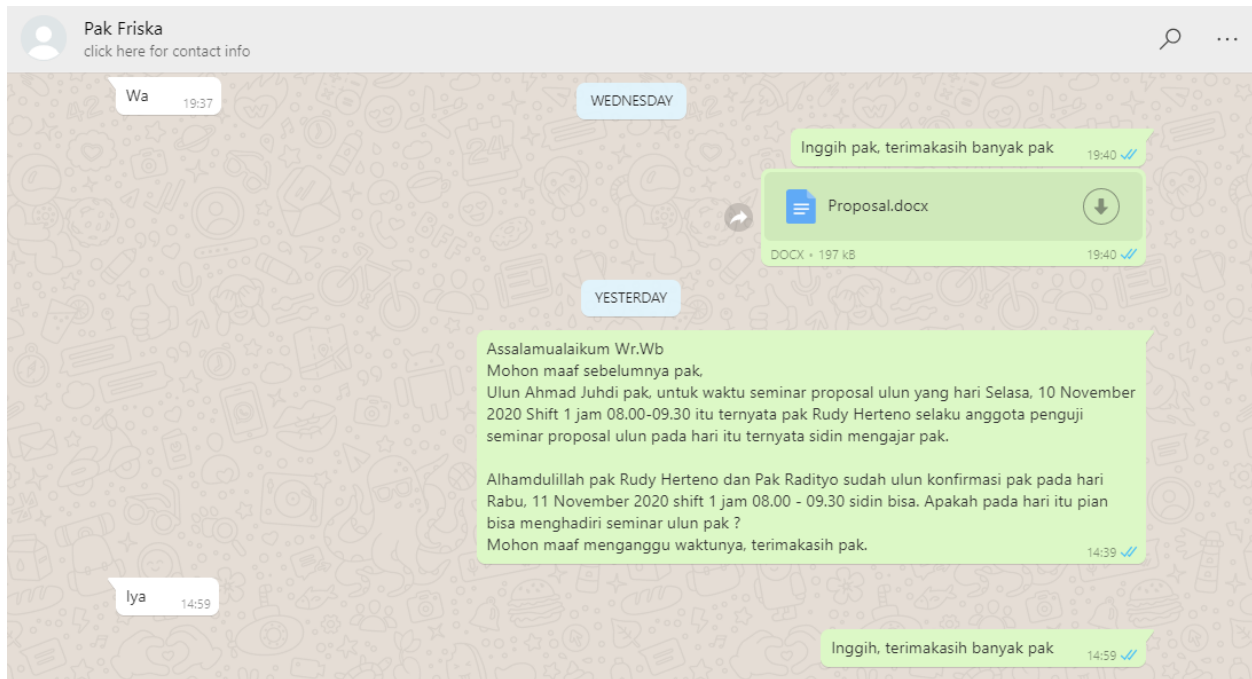 Pak Friska
click here for contact info
Wa 19:37
WEDNESDAY
Inggih pak, terimakasih banyak pak 19:40
Proposal.docx
DOCX • 197 kB 19:40
YESTERDAY
Assalamualaikum Wr.Wb
Mohon maaf sebelumnya pak,
Ulun Ahmad Juhdi pak, untuk waktu seminar proposal ulun yang hari Selasa, 10 November
2020 Shift 1 jam 08.00-09.30 itu ternyata pak Rudy Herteno selaku anggota penguji
seminar proposal ulun pada hari itu ternyata sidin mengajar pak.
Alhamdulillah pak Rudy Herteno dan Pak Radityo sudah ulun konfirmasi pak pada hari
Rabu, 11 November 2020 shift 1 jam 08.00 - 09.30 sidin bisa. Apakah pada hari itu pian
bisa menghadiri seminar ulun pak ?
Mohon maaf menganggu waktunya, terimakasih pak. 14:39
Iya 14:59
Inggih, terimakasih banyak pak 14:59